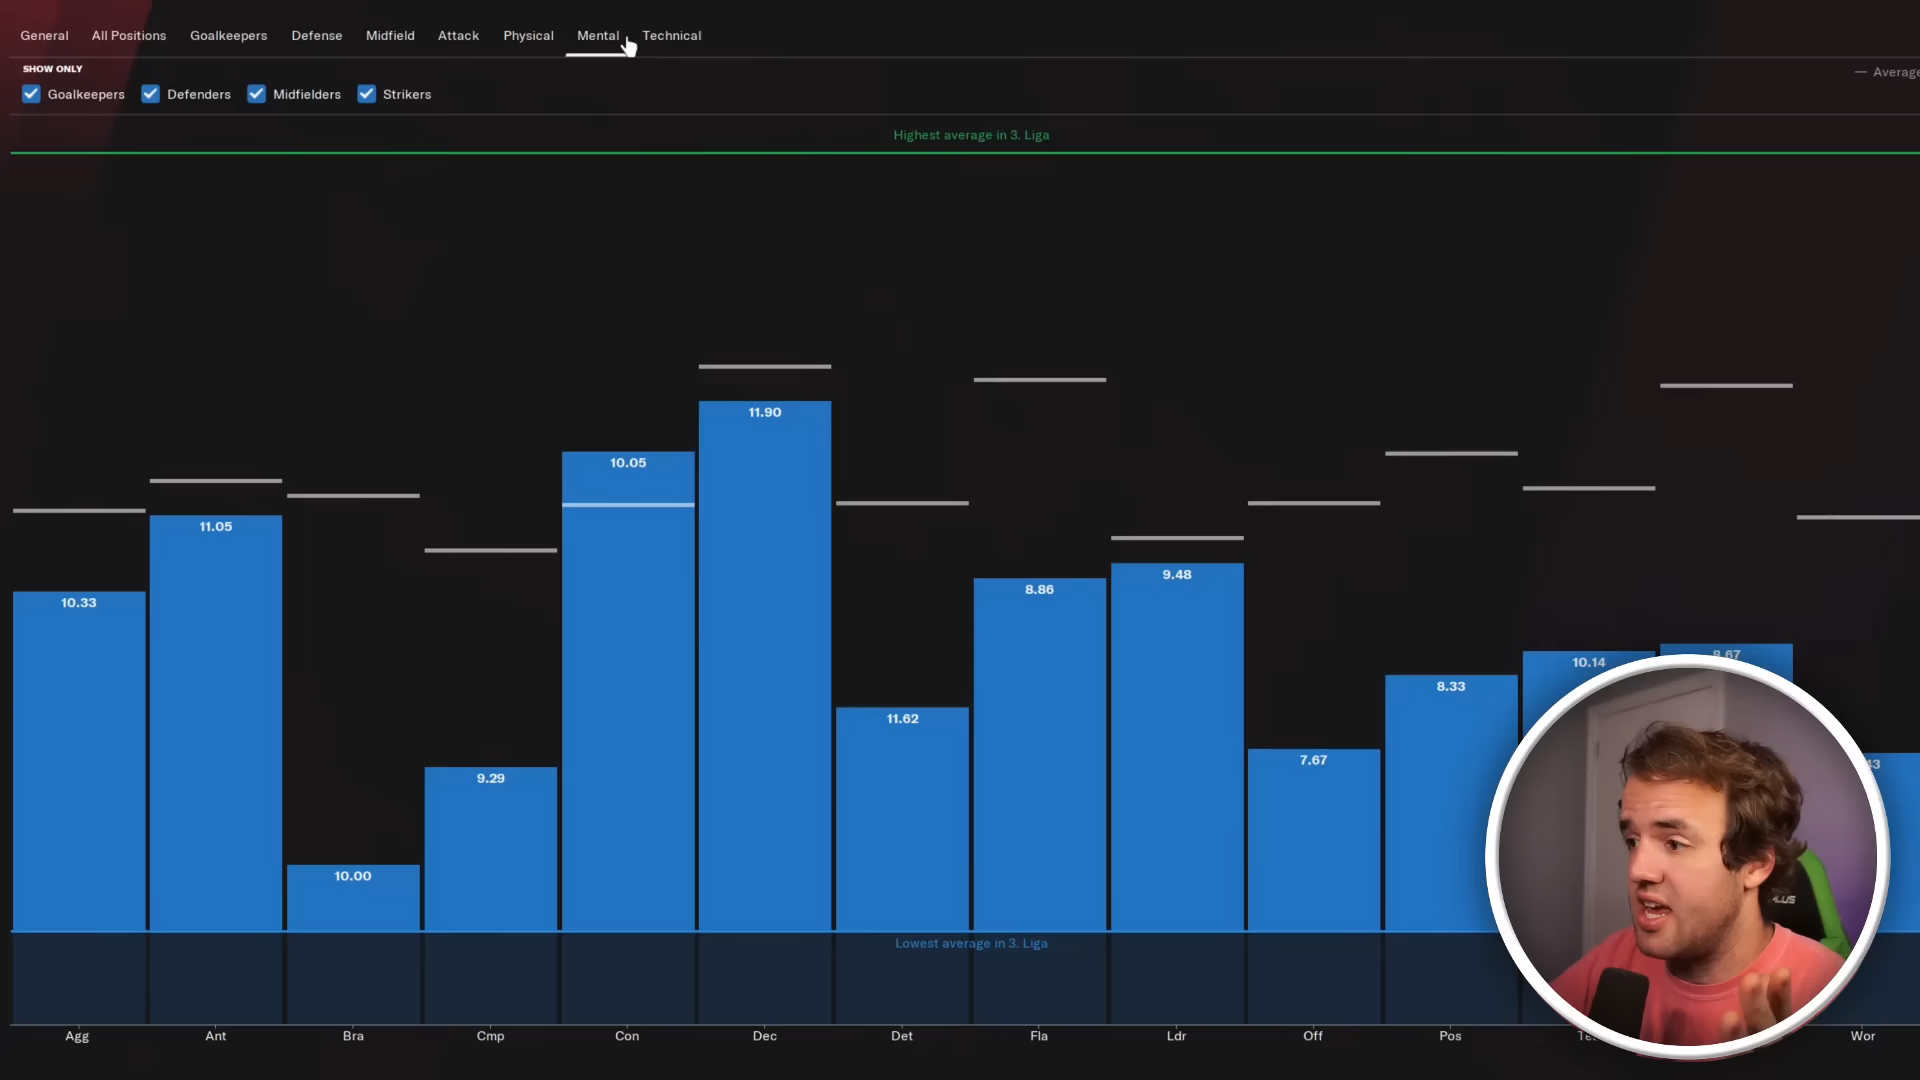 General All Positions Goalkeepers Defense Midfield Attack Physical Mental Technical
SHOW ONLY
Goalkeepers Defenders Midfielders Strikers
Average
Highest average in 3. Liga
10.33
11.05
10.00
9.29
10.05
11.90
11.62
8.86
9.48
7.67
8.33
10.14
8.67
Lowest average in 3. Liga
Agg Ant Bra Cmp Con Dec Det Fla Ldr Off Pos Wor